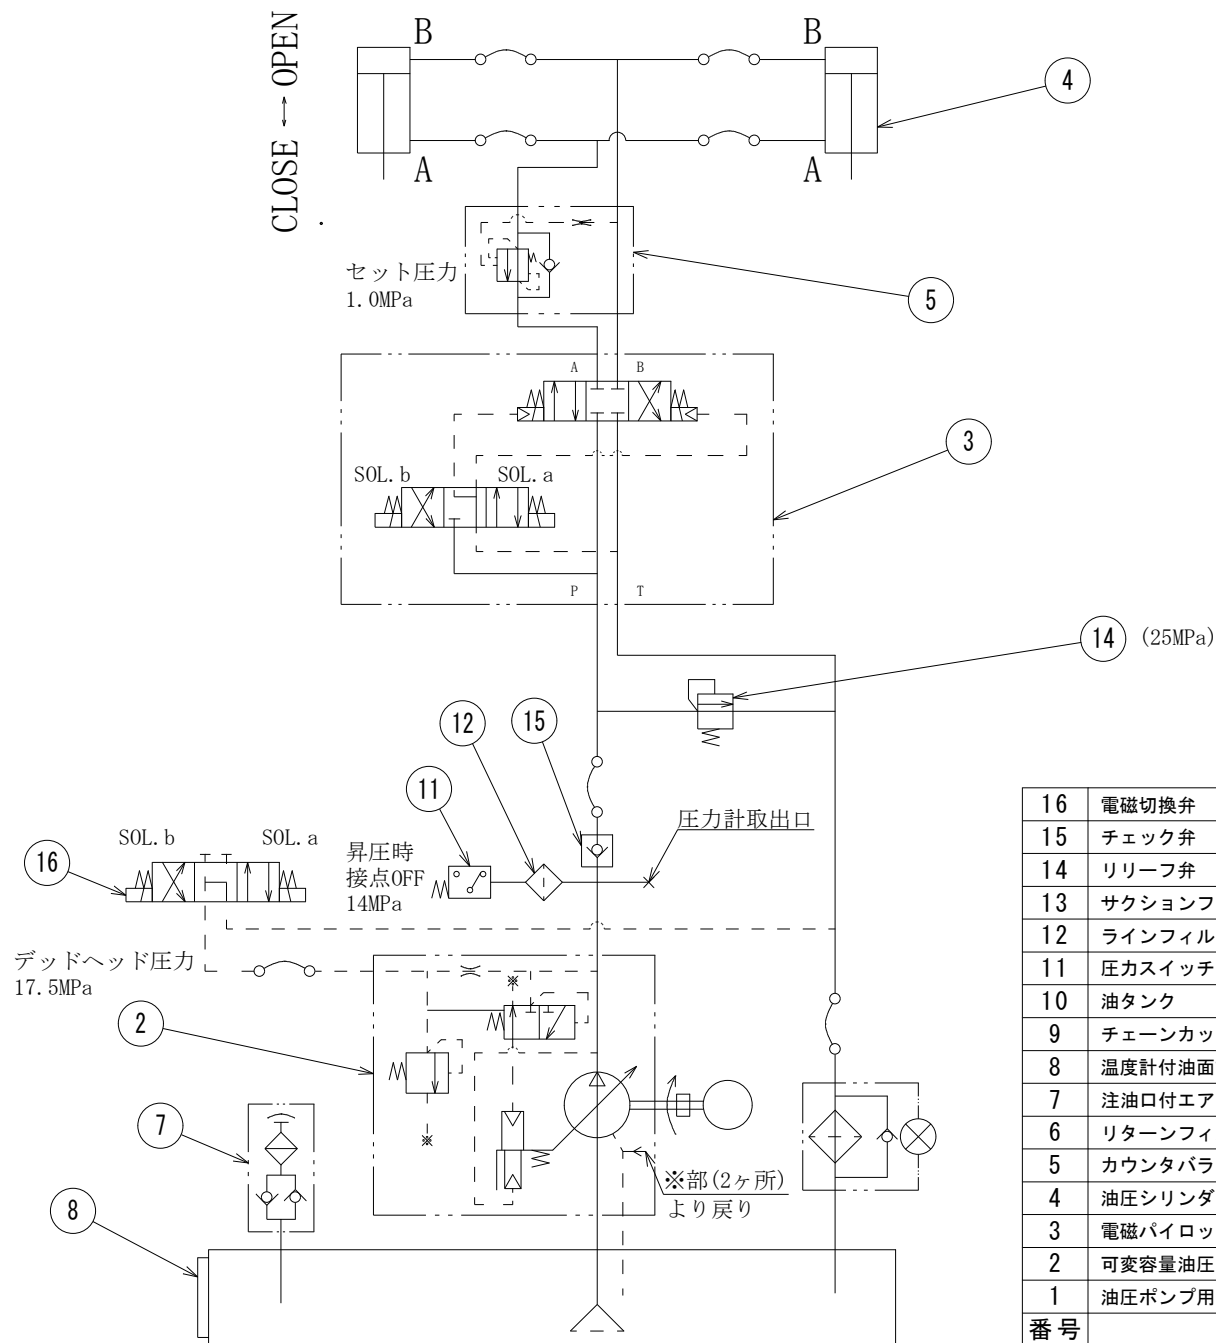 CLOSE ↔ OPEN
B
B
4
A
A
セット圧力
1.0MPa
5
A
B
3
SOL.b
SOL.a
P
T
14
(25MPa)
12
15
11
圧力計取出口
SOL.b
SOL.a
昇圧時
接点OFF
14MPa
16
デッドヘッド圧力
17.5MPa
※
2
※
7
※部(2ヶ所)
より戻り
8
16 電磁切換弁
15 チェック弁
14 リリーフ弁
13 サクションフ
12 ラインフィル
11 圧力スイッチ
10 油タンク
9 チェーンカッ
8 温度計付油面
7 注油口付エア
6 リターンフィ
5 カウンタバラ
4 油圧シリンダ
3 電磁パイロッ
2 可変容量油圧
1 油圧ポンプ用
番号